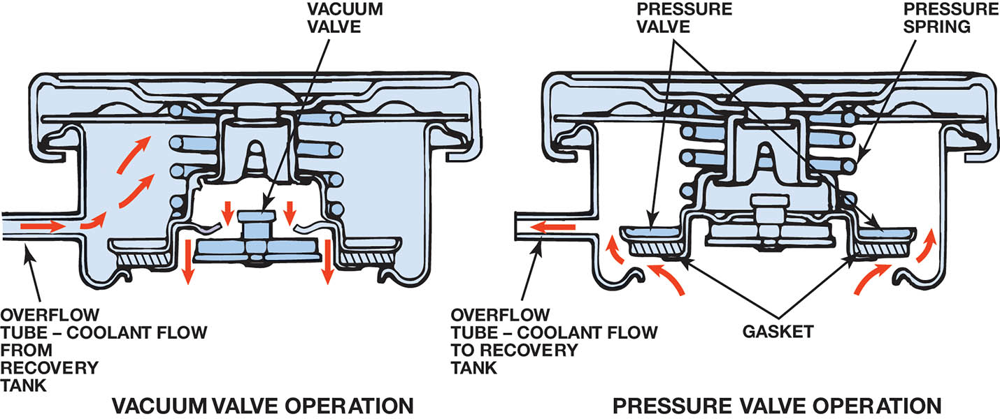 VACUUM
VALVE
PRESSURE
VALVE
PRESSURE
SPRING
OVERFLOW
TUBE – COOLANT FLOW
FROM
RECOVERY
TANK
OVERFLOW
TUBE – COOLANT FLOW
TO RECOVERY
TANK
GASKET
VACUUM VALVE OPERATION
PRESSURE VALVE OPERATION